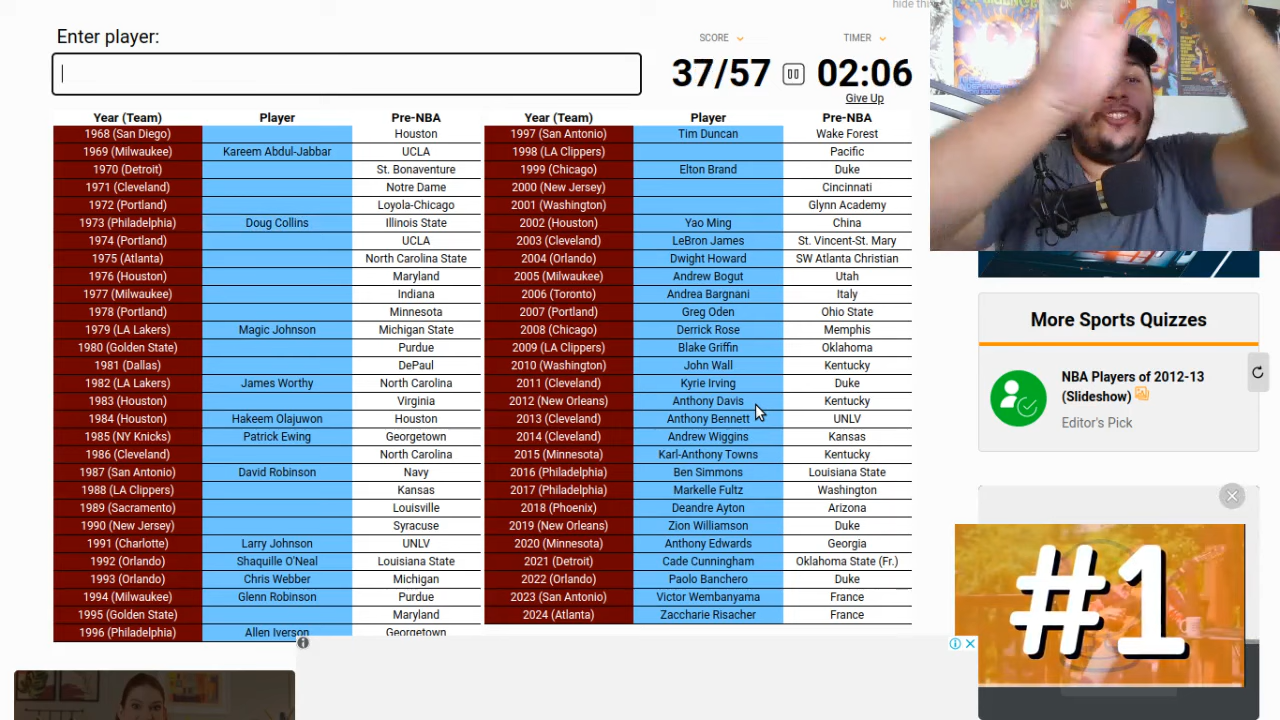 hide thi
Enter player:
SCORE
TIMER
37/57
02:06
Give Up
Year (Team) Player Pre-NBA
1968 (San Diego) Houston
1969 (Milwaukee) Kareem Abdul-Jabbar UCLA
1970 (Detroit) St. Bonaventure
1971 (Cleveland) Notre Dame
1972 (Portland) Loyola-Chicago
1973 (Philadelphia) Doug Collins Illinois State
1974 (Portland) UCLA
1975 (Atlanta) North Carolina State
1976 (Houston) Maryland
1977 (Milwaukee) Indiana
1978 (Portland) Minnesota
1979 (LA Lakers) Magic Johnson Michigan State
1980 (Golden State) Purdue
1981 (Dallas) DePaul
1982 (LA Lakers) James Worthy North Carolina
1983 (Houston) Virginia
1984 (Houston) Hakeem Olajuwon Houston
1985 (NY Knicks) Patrick Ewing Georgetown
1986 (Cleveland) North Carolina
1987 (San Antonio) David Robinson Navy
1988 (LA Clippers) Kansas
1989 (Sacramento) Louisville
1990 (New Jersey) Syracuse
1991 (Charlotte) Larry Johnson UNLV
1992 (Orlando) Shaquille O'Neal Louisiana State
1993 (Orlando) Chris Webber Michigan
1994 (Milwaukee) Glenn Robinson Purdue
1995 (Golden State) Maryland
1996 (Philadelphia) Allen Iverson Georgetown
Year (Team) Player Pre-NBA
1997 (San Antonio) Tim Duncan Wake Forest
1998 (LA Clippers) Pacific
1999 (Chicago) Elton Brand Duke
2000 (New Jersey) Cincinnati
2001 (Washington) Glynn Academy
2002 (Houston) Yao Ming China
2003 (Cleveland) LeBron James St. Vincent-St. Mary
2004 (Orlando) Dwight Howard SW Atlanta Christian
2005 (Milwaukee) Andrew Bogut Utah
2006 (Toronto) Andrea Bargnani Italy
2007 (Portland) Greg Oden Ohio State
2008 (Chicago) Derrick Rose Memphis
2009 (LA Clippers) Blake Griffin Oklahoma
2010 (Washington) John Wall Kentucky
2011 (Cleveland) Kyrie Irving Duke
2012 (New Orleans) Anthony Davis Kentucky
2013 (Cleveland) Anthony Bennett UNLV
2014 (Cleveland) Andrew Wiggins Kansas
2015 (Minnesota) Karl-Anthony Towns Kentucky
2016 (Philadelphia) Ben Simmons Louisiana State
2017 (Philadelphia) Markelle Fultz Washington
2018 (Phoenix) Deandre Ayton Arizona
2019 (New Orleans) Zion Williamson Duke
2020 (Minnesota) Anthony Edwards Georgia
2021 (Detroit) Cade Cunningham Oklahoma State (Fr.)
2022 (Orlando) Paolo Banchero Duke
2023 (San Antonio) Victor Wembanyama France
2024 (Atlanta) Zaccharie Risacher France
More Sports Quizzes
NBA Players of 2012-13
(Slideshow)
Editor's Pick
#1